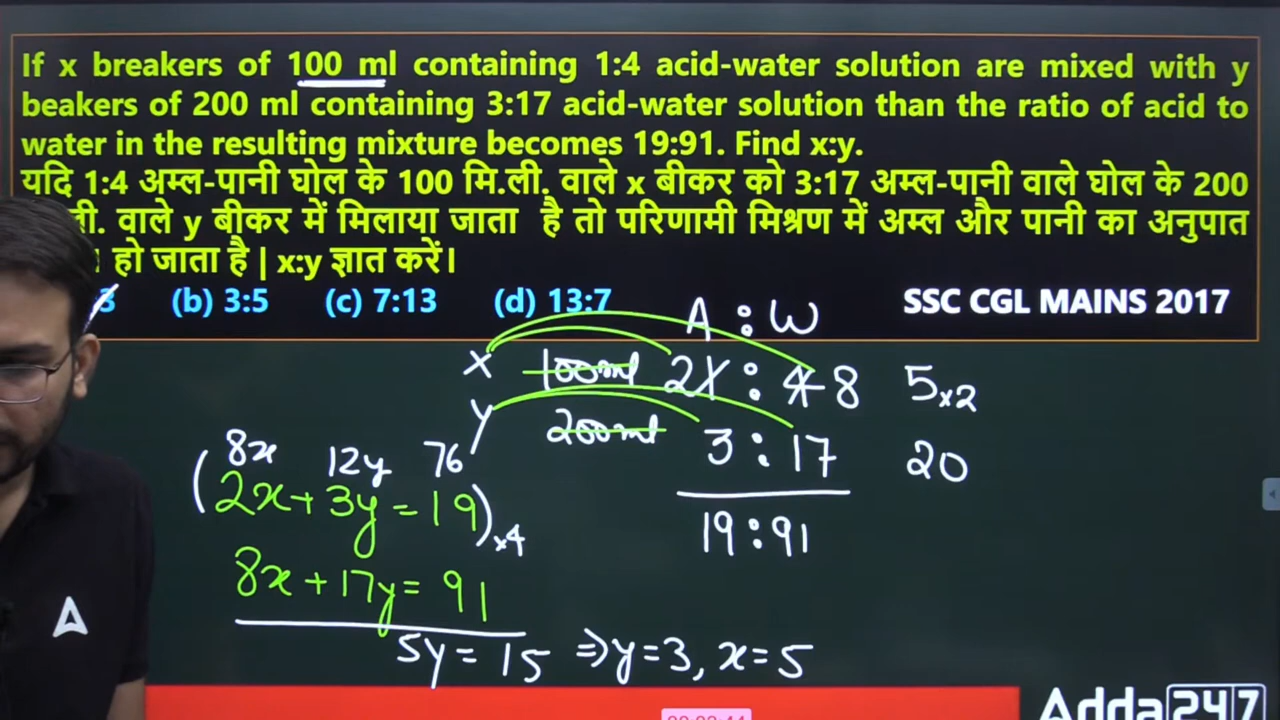 If x breakers of 100 ml containing 1:4 acid-water solution are mixed with y
beakers of 200 ml containing 3:17 acid-water solution than the ratio of acid to
water in the resulting mixture becomes 19:91. Find x:y.
यदि 1:4 अम्ल-पानी घोल के 100 मि.ली. वाले x बीकर को 3:17 अम्ल-पानी वाले घोल के 200
ली. वाले y बीकर में मिलाया जाता है तो परिणामी मिश्रण में अम्ल और पानी का अनुपात
हो जाता है | x:y ज्ञात करें।
3 (b) 3:5 (c) 7:13 (d) 13:7 SSC CGL MAINS 2017
A : W
x 100ml 2X : 4 8 5x2
y 200ml 3 : 17 20
19:91
8x 12y 76
(2x+3y=19)x4
8x+17y=91
5y=15 ⇒y=3, x=5
A
Adda247